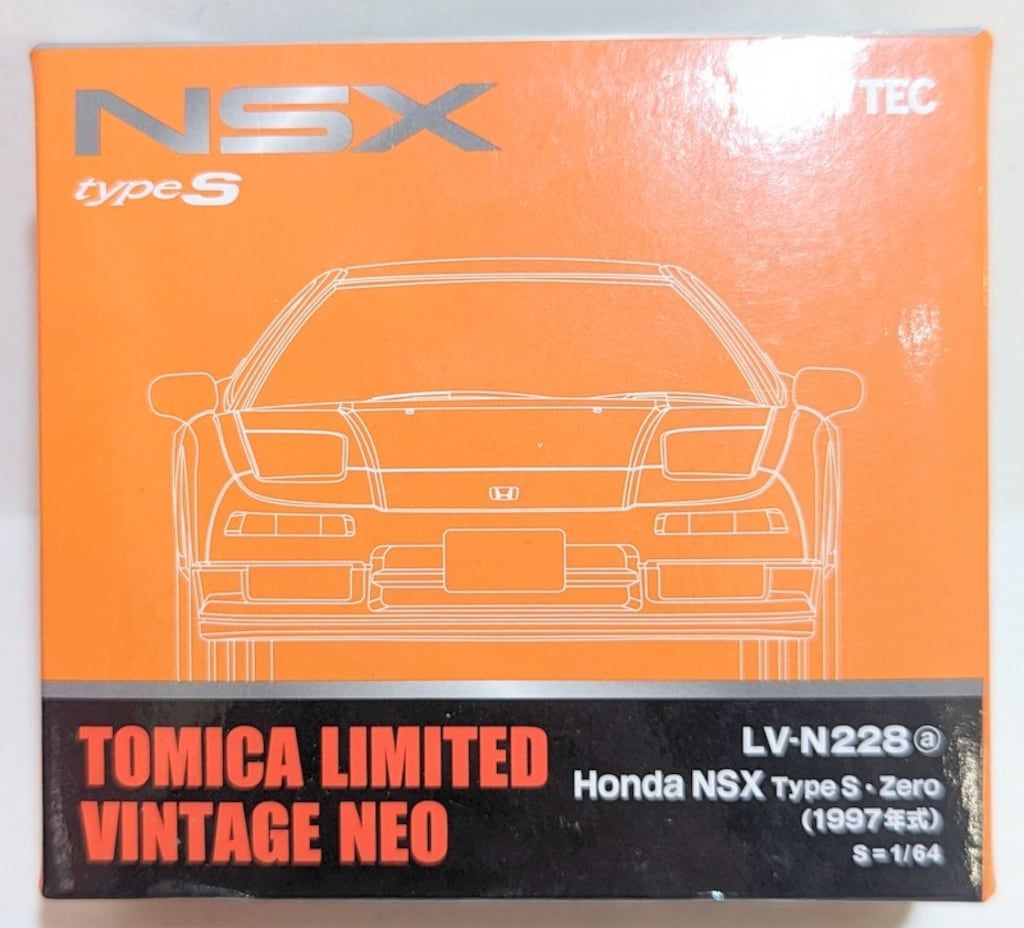 NSX
TEC
type S
TOMICA LIMITED
VINTAGE NEO
LV-N228ⓐ
Honda NSX Type S・Zero
(1997年式)
S=1/64